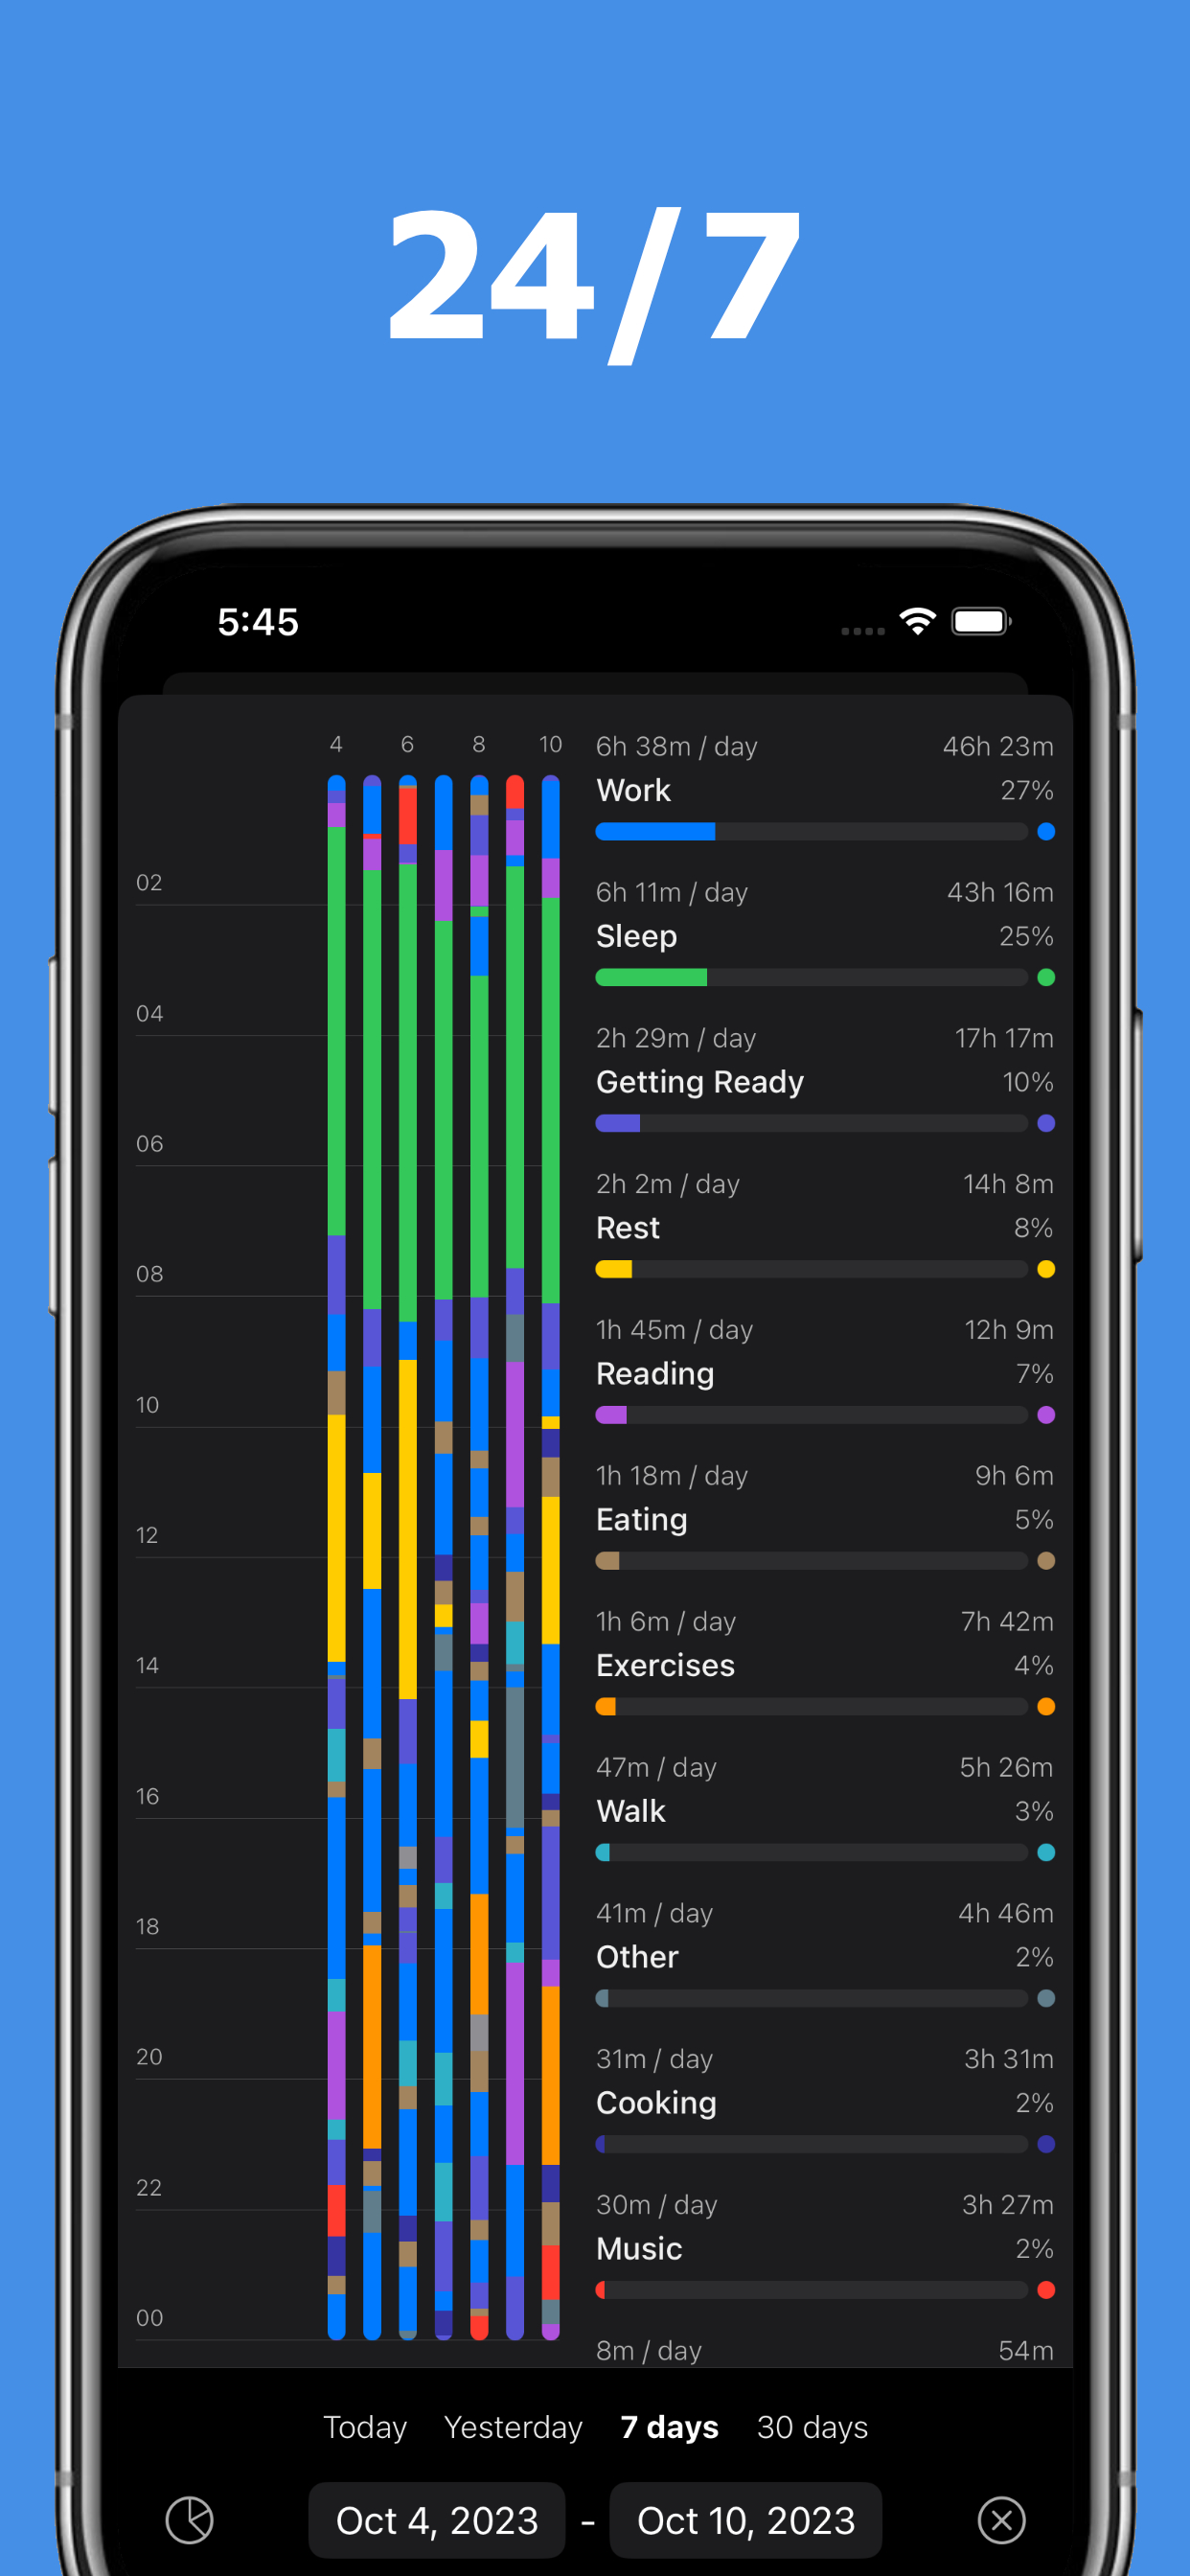 24/7
5:45
4 6 8 10
02
04
06
08
10
12
14
16
18
20
22
00
6h 38m / day 46h 23m
Work 27%
6h 11m / day 43h 16m
Sleep 25%
2h 29m / day 17h 17m
Getting Ready 10%
2h 2m / day 14h 8m
Rest 8%
1h 45m / day 12h 9m
Reading 7%
1h 18m / day 9h 6m
Eating 5%
1h 6m / day 7h 42m
Exercises 4%
47m / day 5h 26m
Walk 3%
41m / day 4h 46m
Other 2%
31m / day 3h 31m
Cooking 2%
30m / day 3h 27m
Music 2%
8m / day 54m
Today Yesterday 7 days 30 days
Oct 4, 2023 - Oct 10, 2023